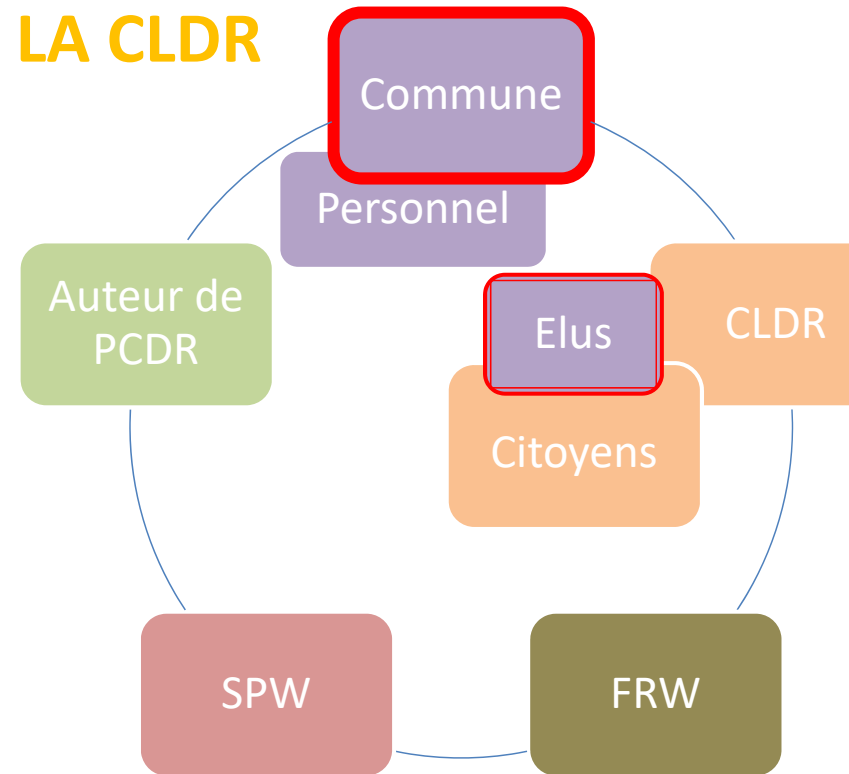 LA CLDR
Commune
Personnel
Auteur de
PCDR
Elus
CLDR
Citoyens
SPW
FRW